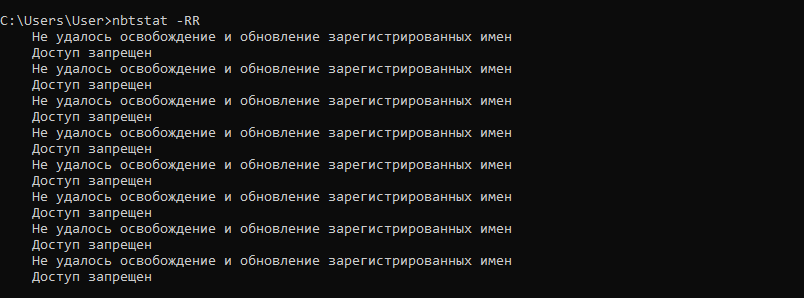 C:\Users\User>nbtstat -RR
Не удалось освобождение и обновление зарегистрированных имен
Доступ запрещен
Не удалось освобождение и обновление зарегистрированных имен
Доступ запрещен
Не удалось освобождение и обновление зарегистрированных имен
Доступ запрещен
Не удалось освобождение и обновление зарегистрированных имен
Доступ запрещен
Не удалось освобождение и обновление зарегистрированных имен
Доступ запрещен
Не удалось освобождение и обновление зарегистрированных имен
Доступ запрещен
Не удалось освобождение и обновление зарегистрированных имен
Доступ запрещен
Не удалось освобождение и обновление зарегистрированных имен
Доступ запрещен